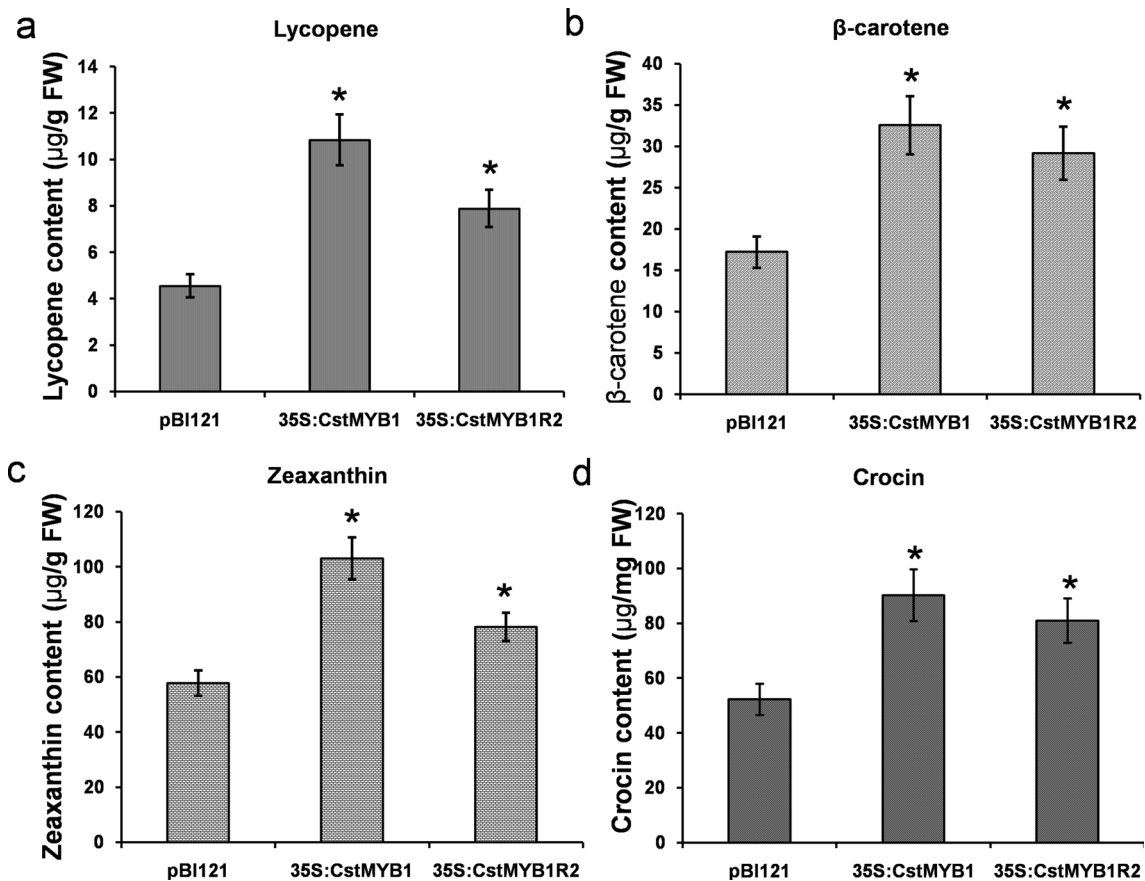 a
Lycopene
Lycopene content (µg/g FW)
14
12
10
8
6
4
2
0
*
*
pBI121
35S:CstMYB1
35S:CstMYB1R2
b
β-carotene
β-carotene content (µg/g FW)
40
35
30
25
20
15
10
5
0
*
*
pBI121
35S:CstMYB1
35S:CstMYB1R2
c
Zeaxanthin
Zeaxanthin content (µg/g FW)
120
100
80
60
40
20
0
*
*
pBI121
35S:CstMYB1
35S:CstMYB1R2
d
Crocin
Crocin content (µg/mg FW)
120
100
80
60
40
20
0
*
*
pBI121
35S:CstMYB1
35S:CstMYB1R2